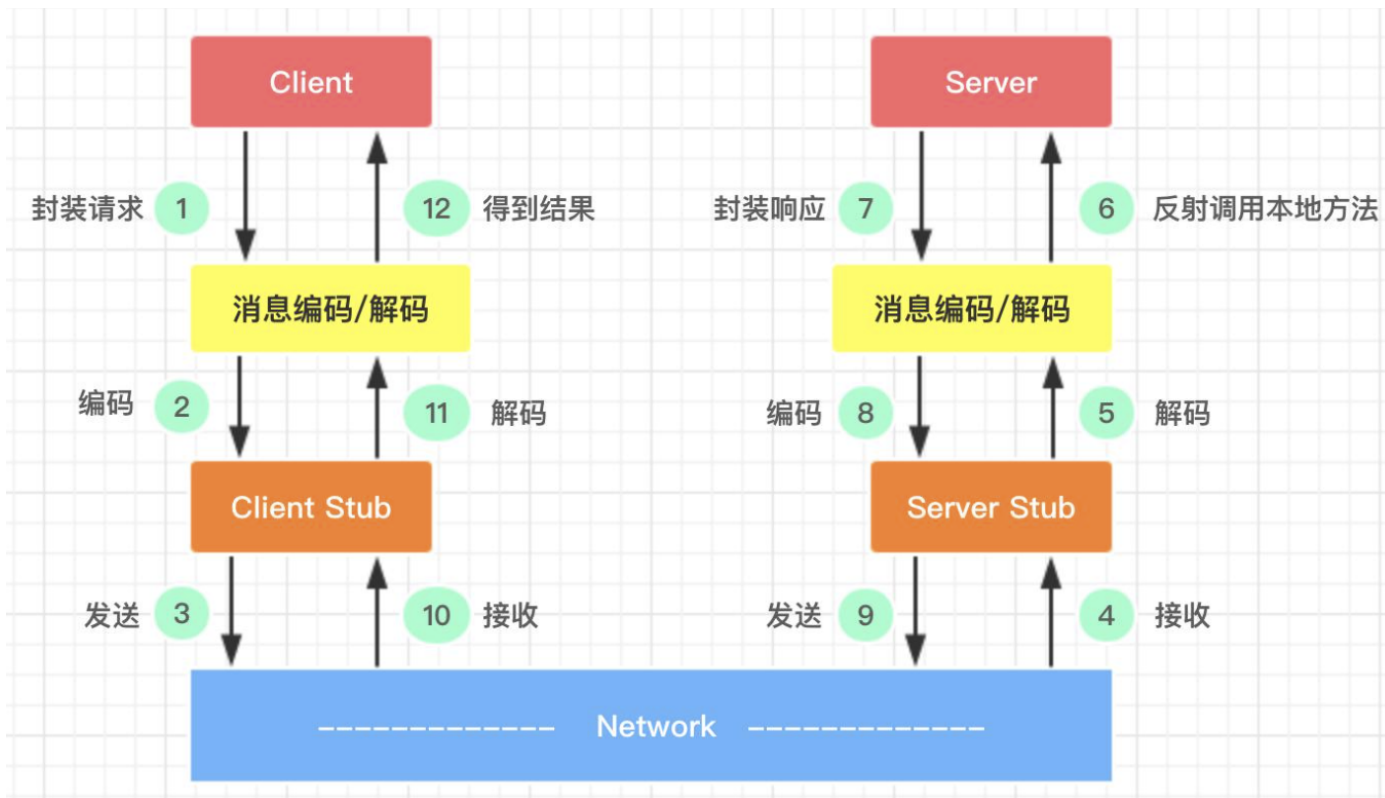 Client
Server
封装请求 1
12 得到结果
封装响应 7
6 反射调用本地方法
消息编码/解码
消息编码/解码
编码 2
11 解码
编码 8
5 解码
Client Stub
Server Stub
发送 3
10 接收
发送 9
4 接收
------------- Network -------------